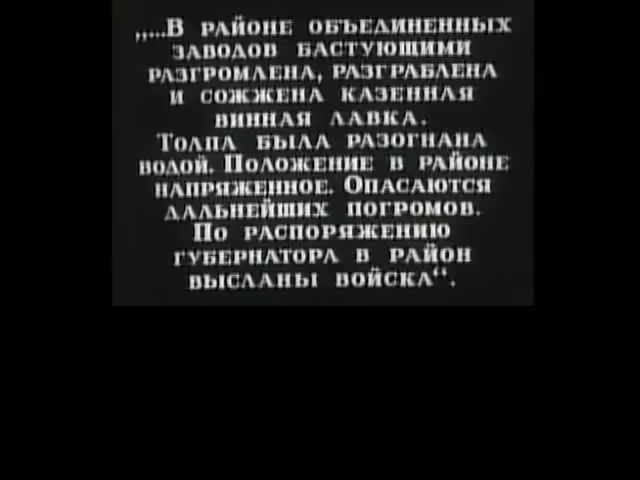 „...В РАЙОНЕ ОБЪЕДИНЕННЫХ
ЗАВОДОВ БАСТУЮЩИМИ
РАЗГРОМЛЕНА, РАЗГРАБЛЕНА
И СОЖЖЕНА КАЗЕННАЯ
ВИННАЯ ЛАВКА.
ТОЛПА БЫЛА РАЗОГНАНА
ВОДОЙ. ПОЛОЖЕНИЕ В РАЙОНЕ
НАПРЯЖЕННОЕ. ОПАСАЮТСЯ
ДАЛЬНЕЙШИХ ПОГРОМОВ.
ПО РАСПОРЯЖЕНИЮ
ГУБЕРНАТОРА В РАЙОН
ВЫСЛАНЫ ВОЙСКА“.